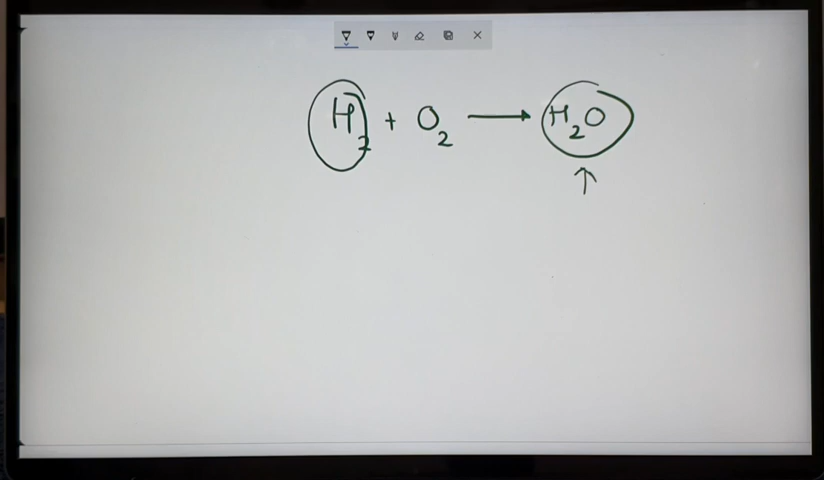 H₂ + O₂ ⟶ H₂O